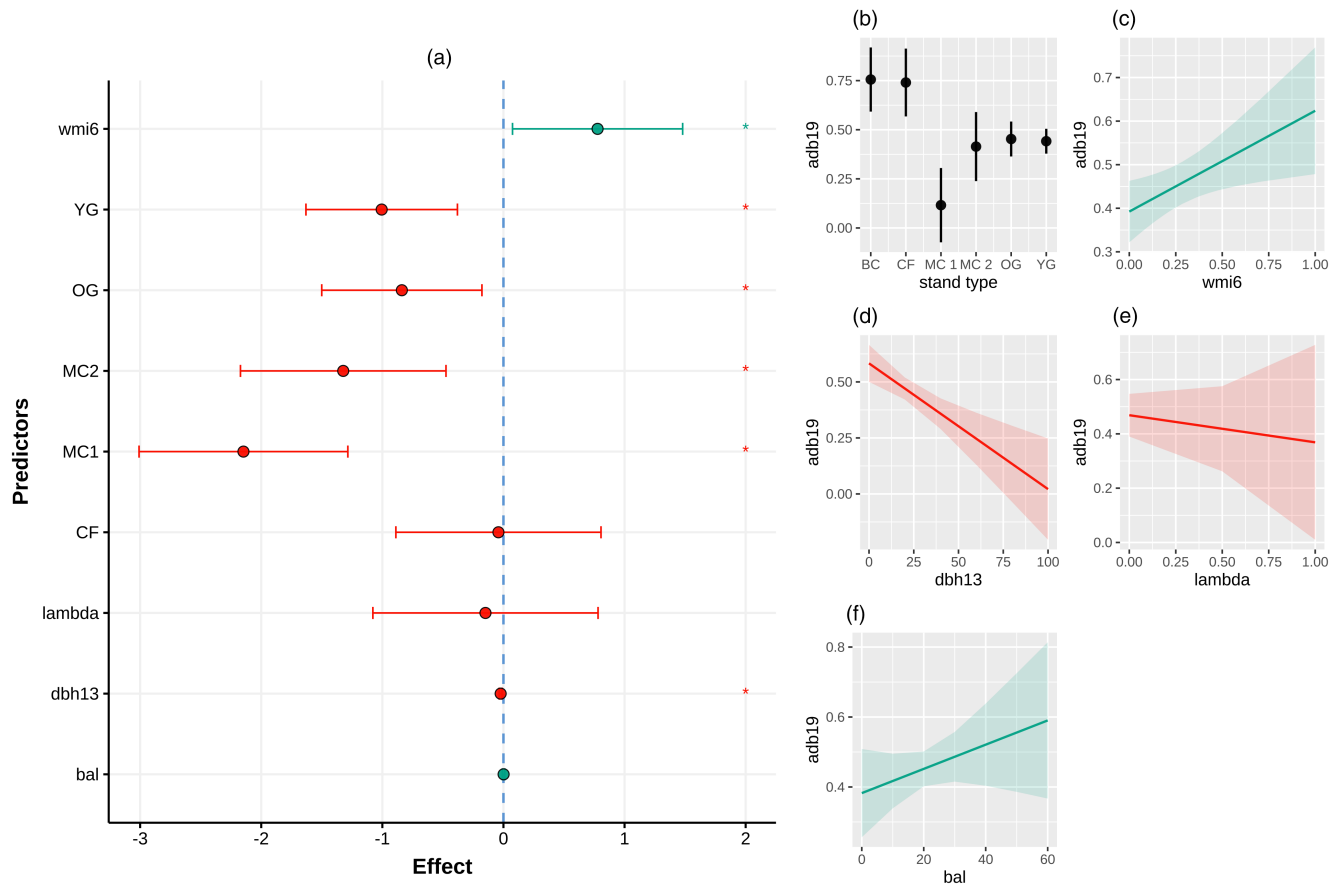 (a)
wmi6
*
YG
*
OG
*
MC2
*
MC1
*
CF
lambda
dbh13
*
bal
Predictors
-3 -2 -1 0 1 2
Effect
(b)
adb19
0.75
0.50
0.25
0.00
BC CF MC 1 MC 2 OG YG
stand type
(c)
adb19
0.7
0.6
0.5
0.4
0.3
0.00 0.25 0.50 0.75 1.00
wmi6
(d)
adb19
0.50
0.25
0.00
0 25 50 75 100
dbh13
(e)
adb19
0.6
0.4
0.2
0.0
0.00 0.25 0.50 0.75 1.00
lambda
(f)
adb19
0.8
0.6
0.4
0 20 40 60
bal